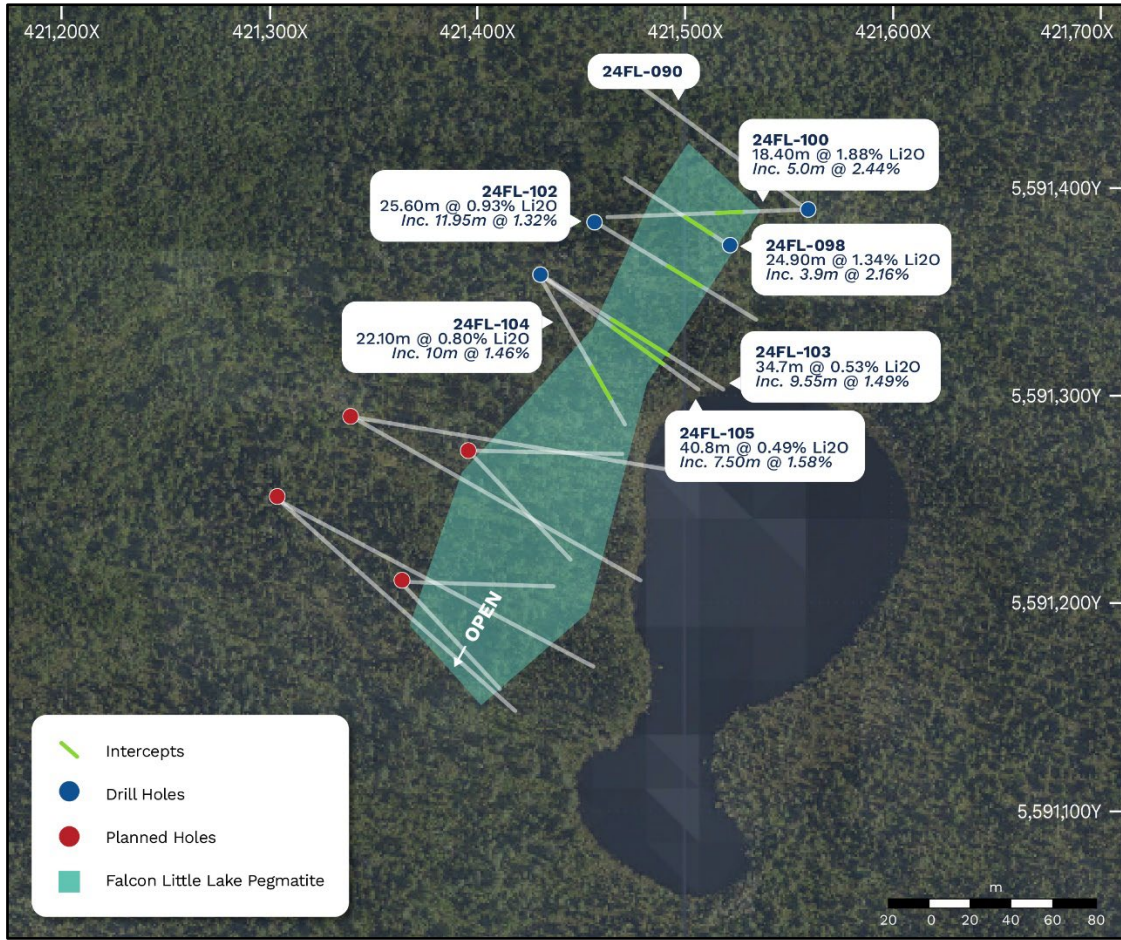 421,200X
421,300X
421,400X
421,500X
421,600X
421,700X
24FL-090
24FL-100
18.40m @ 1.88% Li2O
Inc. 5.0m @ 2.44%
24FL-102
25.60m @ 0.93% Li2O
Inc. 11.95m @ 1.32%
5,591,400Y
24FL-098
24.90m @ 1.34% Li2O
Inc. 3.9m @ 2.16%
24FL-104
22.10m @ 0.80% Li2O
Inc. 10m @ 1.46%
24FL-103
34.7m @ 0.53% Li2O
Inc. 9.55m @ 1.49%
5,591,300Y
24FL-105
40.8m @ 0.49% Li2O
Inc. 7.50m @ 1.58%
5,591,200Y
OPEN
Intercepts
Drill Holes
Planned Holes
Falcon Little Lake Pegmatite
5,591,100Y
m
20 0 20 40 60 80